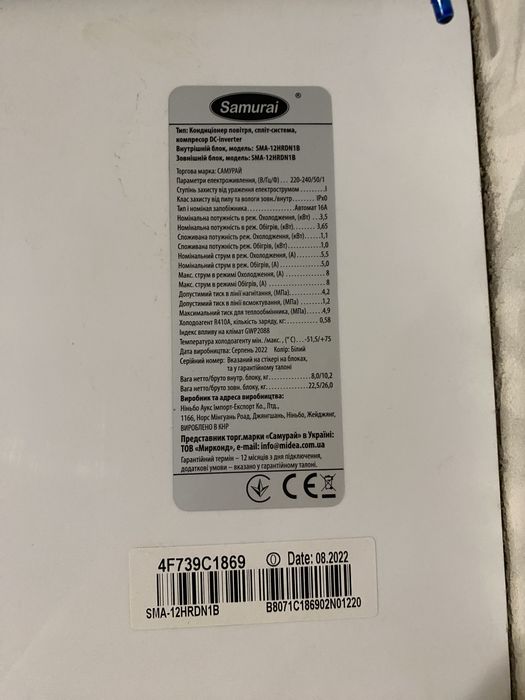 Samurai ®
Тип: Кондиціонер повітря, спліт-система,
компресор DC-inverter
Внутрішній блок, модель: SMA-12HRDN1B
Зовнішній блок, модель: SMA-12HRDN1B
Торгова марка: САМУРАЙ
Параметри електроживлення, (В/Гц/Ф)... 220-240/50/1
Ступінь захисту від ураження електрострумом.........I
Клас захисту від пилу та вологи зовн./внутр..........IPx0
Тип і номінал запобіжника....................Автомат 16А
Номінальна потужність в реж. Охолодження, (кВт)...3,5
Номінальна потужність в реж. Обігрів, (кВт)........ 3,65
Споживана потужність в реж. Охолодження, (кВт)......1,1
Споживана потужність в реж. Обігрів, (кВт)..........1,0
Номінальний струм в реж. Охолодження, (А)..........5,5
Номінальний струм в реж. Обігрів, (А)..............5,0
Макс. струм в режимі Охолодження, (А)................8
Макс. струм в режимі Обігрів, (А)....................8
Допустимий тиск в лінії нагнітання, (МПа)...........4,2
Допустимий тиск в лінії всмоктування, (МПа).........1,2
Максимальний тиск для теплообмінника, (МПа)......4,9
Холодоагент R410A, кількість заряду, кг:........... 0,58
Індекс впливу на клімат GWP2088
Температура холодоагенту мін. /макс. , (°С)....-51,5/+75
Дата виробництва: Серпень 2022 Колір: Білий
Серійний номер: Вказаний на стікері на блоках,
та у гарантійному талоні
Вага нетто/бруто внутр. блоку, кг..............8,0/10,2
Вага нетто/бруто зовн. блоку, кг.............22,5/26,0
Виробник та адреса виробництва:
Ніньбо Аукс Імпорт-Експорт Ко., Лтд.,
1166, Норс Мінгуань Роад, Джянгшань, Ніньбо, Жейджянг,
ВИРОБЛЕНО В КНР
Представник торг.марки «Самурай» в Україні:
ТОВ «Мирконд», e-mail: info@midea.com.ua
Гарантійний термін – 12 місяців з дня підключення,
додаткові умови – вказано у гарантійному талоні.
CE
4F739C1869 Date: 08.2022
SMA-12HRDN1B B8071C186902N01220